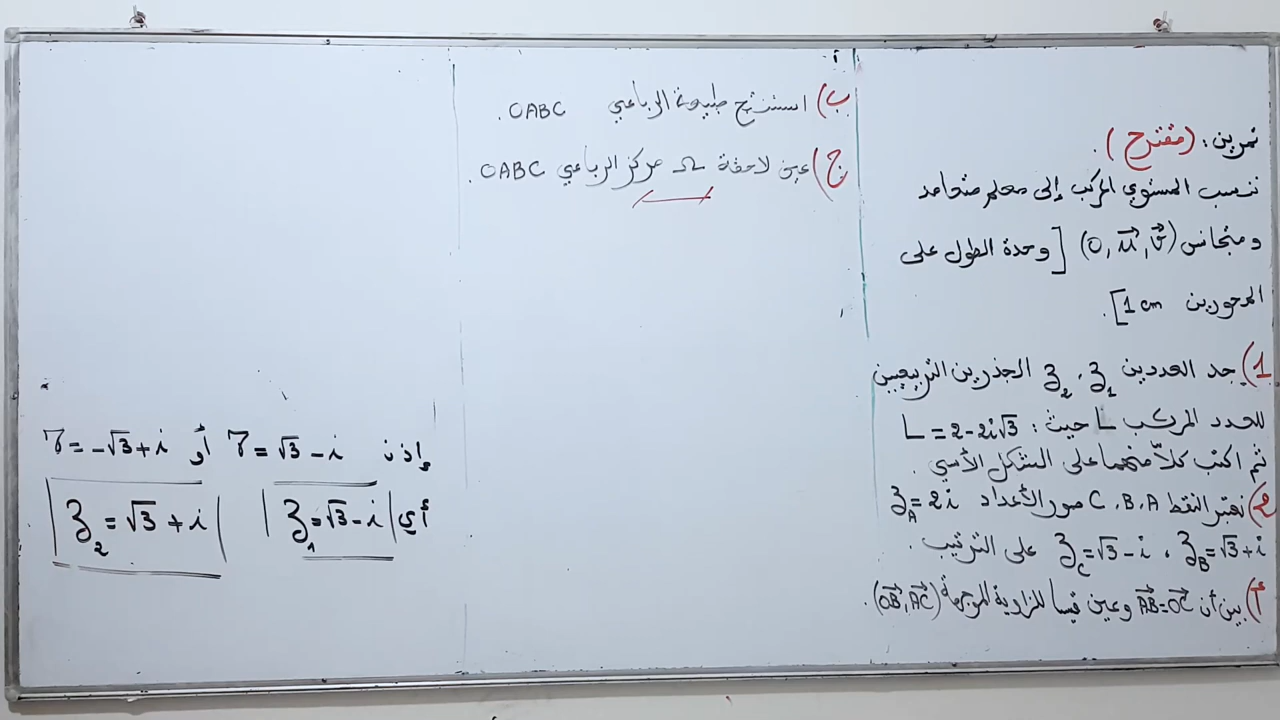 تمرين: (مقترح).
ننسب المستوي المركب إلى معلم متعامد
ومتجانس (O, u⃗, v⃗) [وحدة الطول على
المحورين 1cm].
1) جد العددين z₁، z₂ الجذرين التربيعيين
للعدد المركب L حيث: L = 2 - 2i√3
ثم اكتب كلاّ منهما على الشكل الأسي.
2) نعتبر النقط A، B، C صور الأعداد z_A = 2i
z_B = √3 + i، z_C = √3 - i على الترتيب.
أ) بين أن AB⃗ = OC⃗ وعين قيسا للزاوية الموجهة (OB⃗, AC⃗).
ب) استنتج طبيعة الرباعي OABC.
ج) عين لاحقة Ω مركز الرباعي OABC.
إذن z = √3 - i أو z = -√3 + i
أي z₁ = √3 - i z₂ = √3 + i